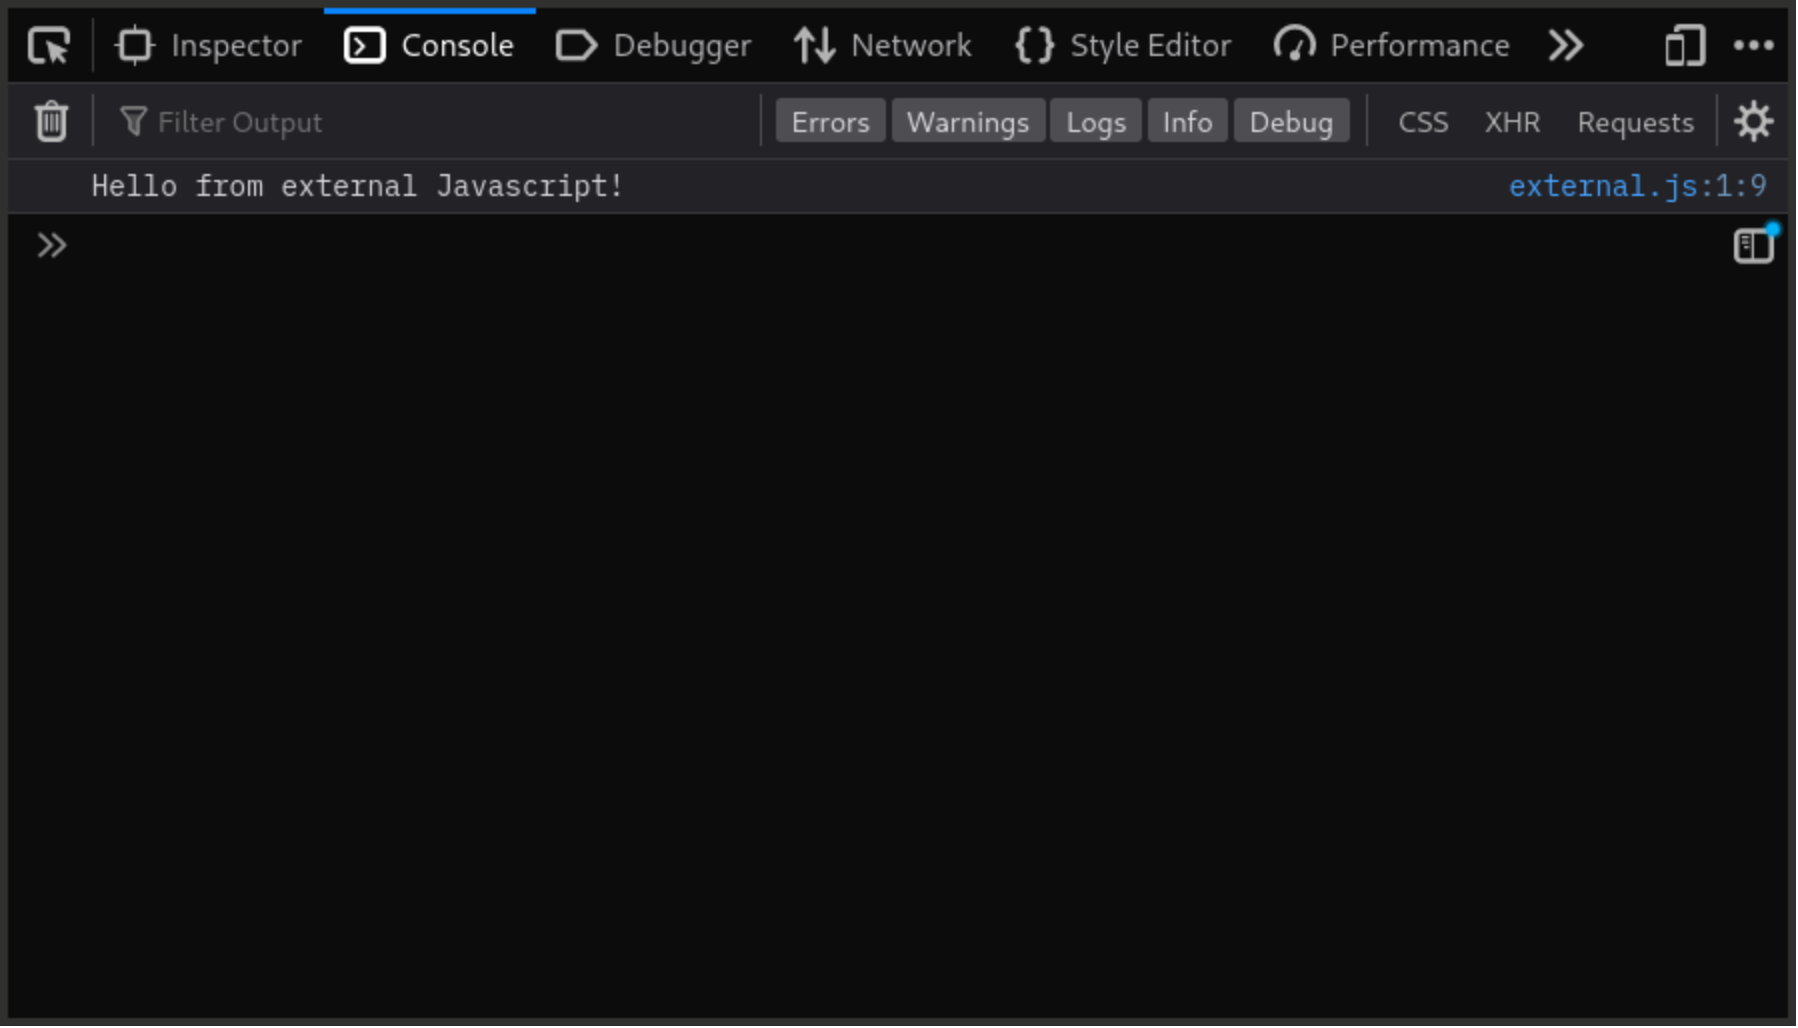 Inspector Console Debugger Network Style Editor Performance
Filter Output Errors Warnings Logs Info Debug CSS XHR Requests
Hello from external Javascript! external.js:1:9